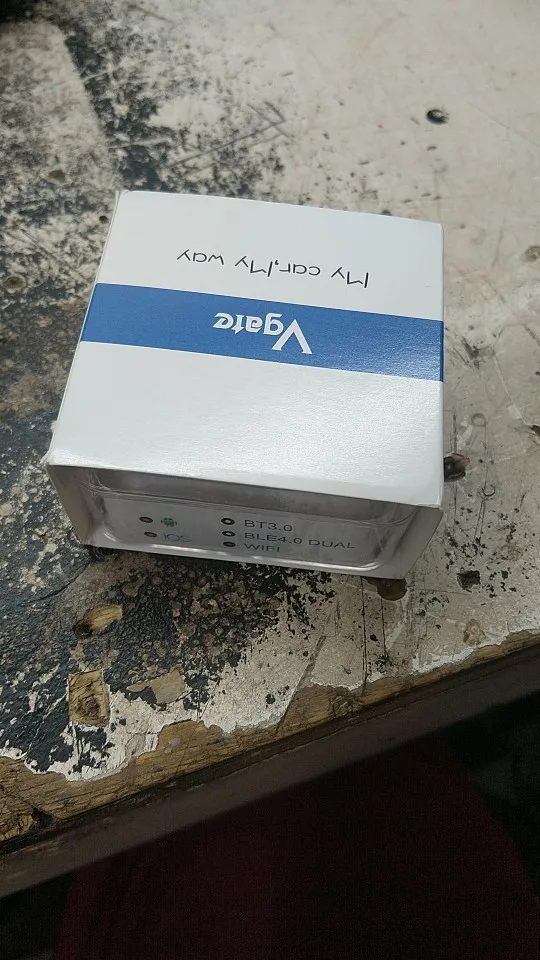 My car,My way
Vgate
BT3.0
BLE4.0 DUAL
iOS WIFI